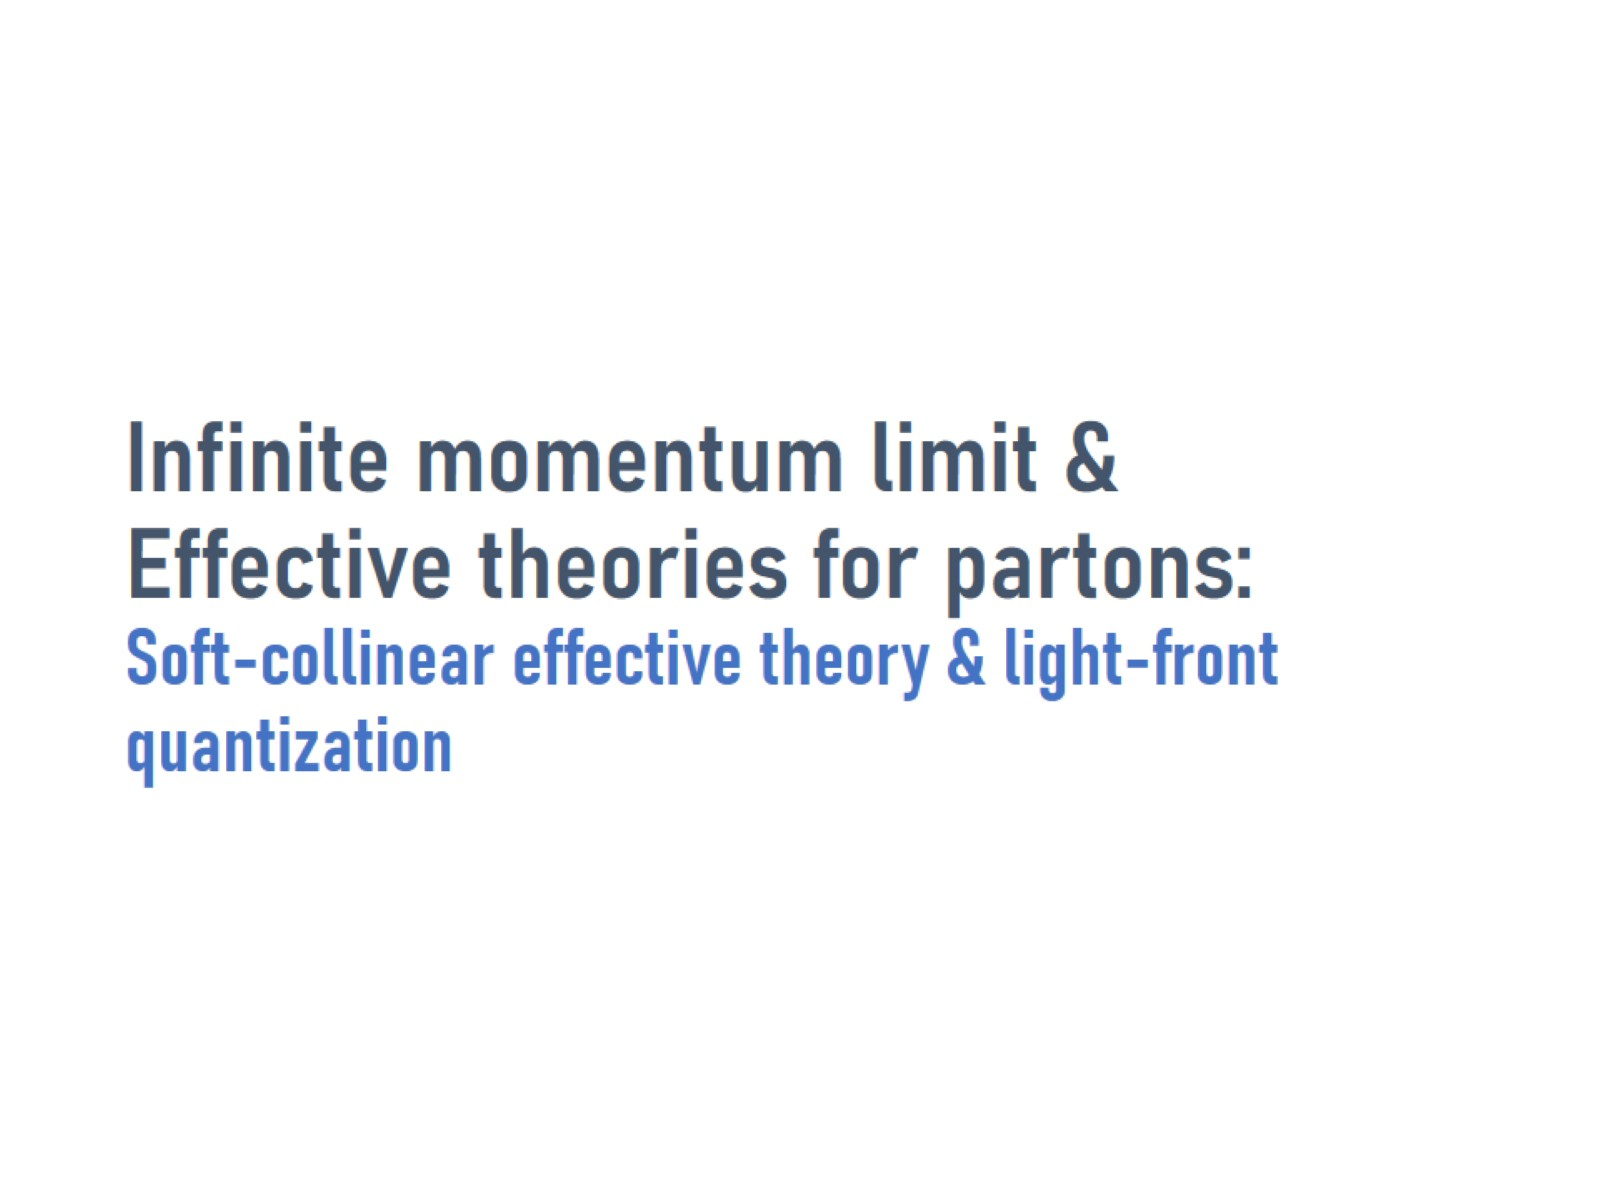 Infinite momentum limit &
Effective theories for partons:
Soft-collinear effective theory & light-front
quantization